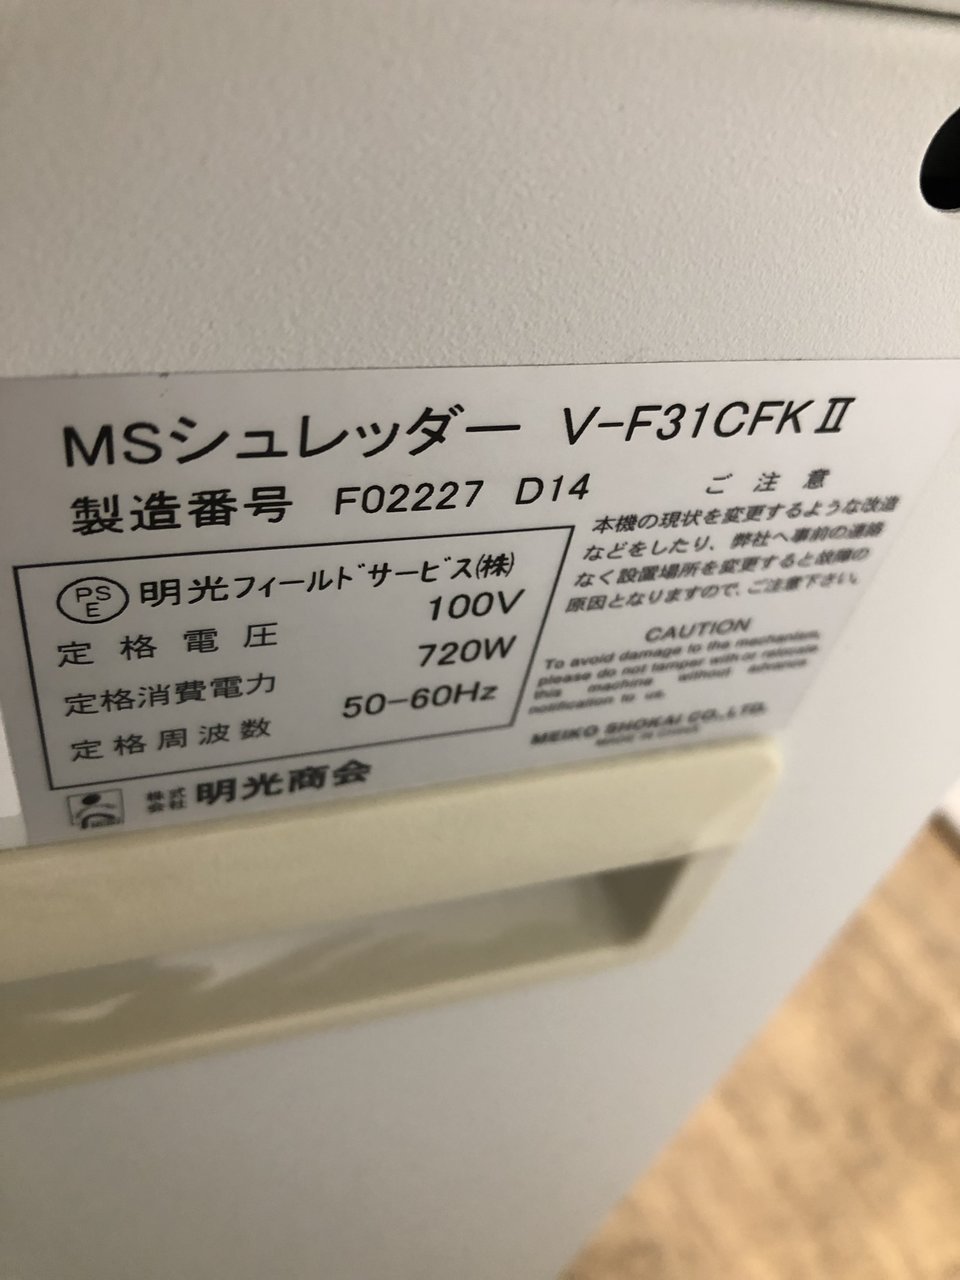 MSシュレッダー V-F31CFKⅡ
製造番号 F02227 D14
PS
E
明光フィールドサービス(株)
定格電圧 100V
定格消費電力 720W
定格周波数 50-60Hz
株式会社 明光商会
ご注意
本機の現状を変更するような改造
などをしたり、弊社へ事前の連絡
なく設置場所を変更すると故障の
原因となりますので、ご注意下さい。
CAUTION
To avoid damage to the mechanism,
please do not tamper with or relocate
this machine without advance
notification to us.
MEIKO SHOKAI CO.,LTD.